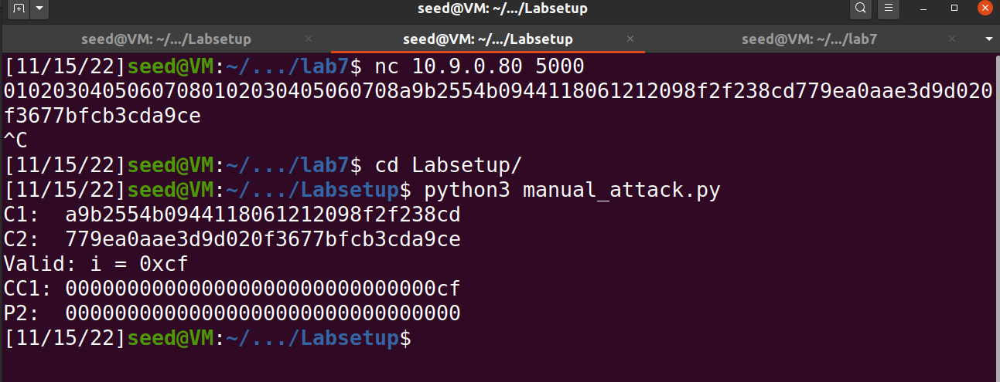 seed@VM: ~/.../Labsetup
seed@VM: ~/.../Labsetup × seed@VM: ~/.../Labsetup × seed@VM: ~/.../lab7 ×
[11/15/22]seed@VM:~/.../lab7$ nc 10.9.0.80 5000
01020304050607080102030405060708a9b2554b0944118061212098f2f238cd779ea0aae3d9d020
f3677bfcb3cda9ce
^C
[11/15/22]seed@VM:~/.../lab7$ cd Labsetup/
[11/15/22]seed@VM:~/.../Labsetup$ python3 manual_attack.py
C1:  a9b2554b0944118061212098f2f238cd
C2:  779ea0aae3d9d020f3677bfcb3cda9ce
Valid: i = 0xcf
CC1: 000000000000000000000000000000cf
P2:  00000000000000000000000000000000
[11/15/22]seed@VM:~/.../Labsetup$